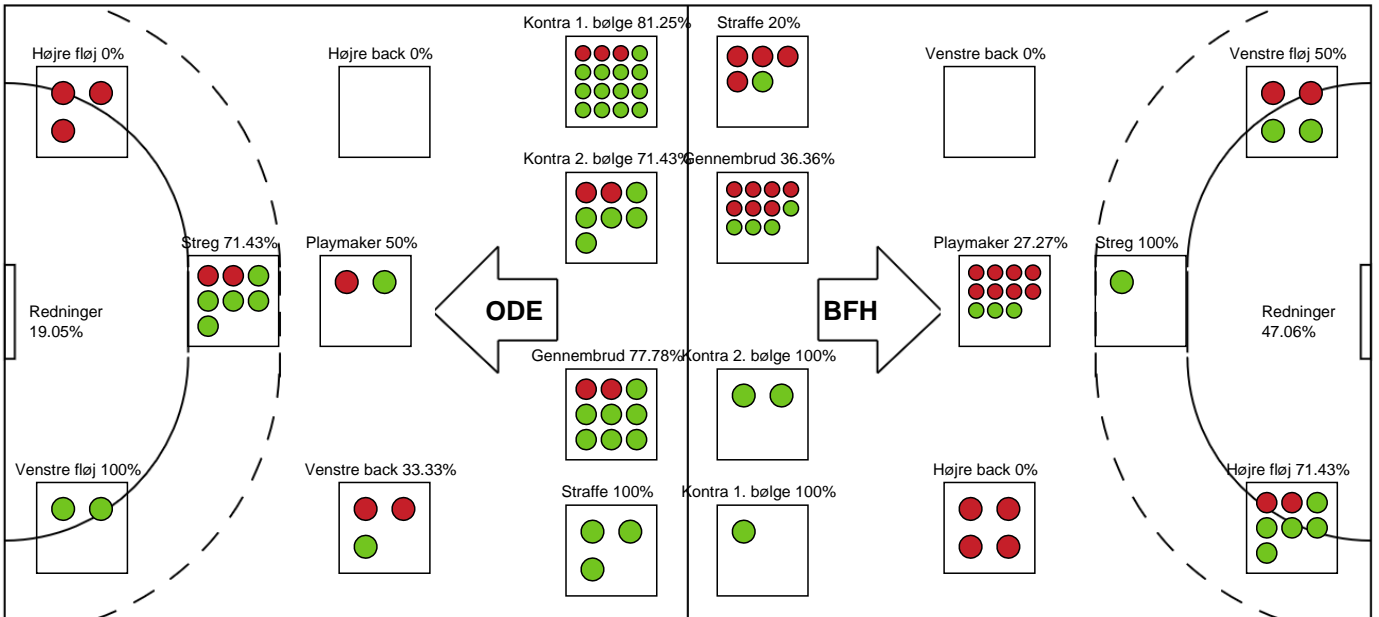 Kontra 1. bølge 81.25%
Straffe 20%
Højre fløj 0%
Højre back 0%
Venstre back 0%
Venstre fløj 50%
Kontra 2. bølge 71.43%
Gennembrud 36.36%
Streg 71.43%
Playmaker 50%
Playmaker 27.27%
Streg 100%
Redninger
19.05%
ODE
BFH
Redninger
47.06%
Gennembrud 77.78%
Kontra 2. bølge 100%
Venstre fløj 100%
Venstre back 33.33%
Højre back 0%
Højre fløj 71.43%
Straffe 100%
Kontra 1. bølge 100%